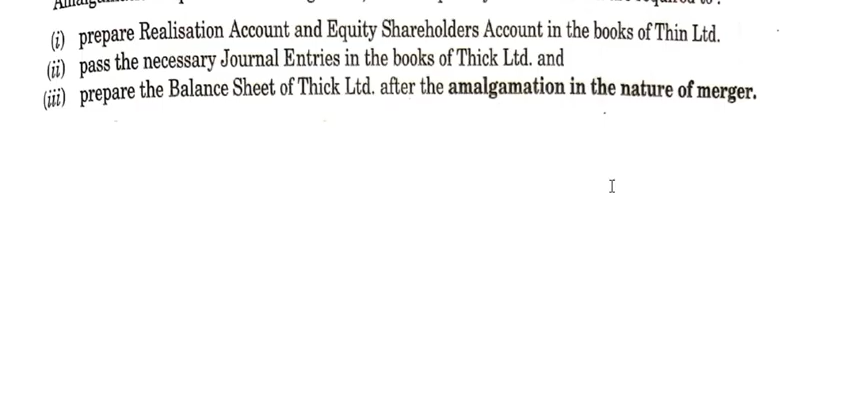 (i) prepare Realisation Account and Equity Shareholders Account in the books of Thin Ltd.
(ii) pass the necessary Journal Entries in the books of Thick Ltd. and
(iii) prepare the Balance Sheet of Thick Ltd. after the amalgamation in the nature of merger.